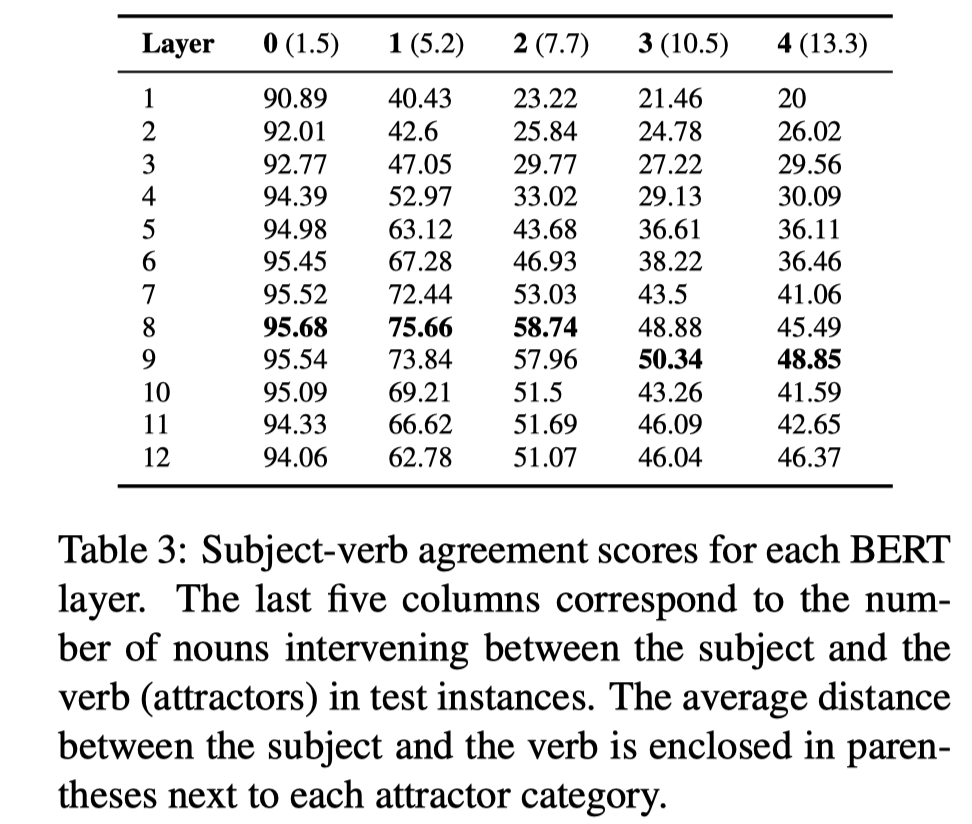 Layer 0 (1.5) 1 (5.2) 2 (7.7) 3 (10.5) 4 (13.3)
1 90.89 40.43 23.22 21.46 20
2 92.01 42.6 25.84 24.78 26.02
3 92.77 47.05 29.77 27.22 29.56
4 94.39 52.97 33.02 29.13 30.09
5 94.98 63.12 43.68 36.61 36.11
6 95.45 67.28 46.93 38.22 36.46
7 95.52 72.44 53.03 43.5 41.06
8 95.68 75.66 58.74 48.88 45.49
9 95.54 73.84 57.96 50.34 48.85
10 95.09 69.21 51.5 43.26 41.59
11 94.33 66.62 51.69 46.09 42.65
12 94.06 62.78 51.07 46.04 46.37
Table 3: Subject-verb agreement scores for each BERT
layer. The last five columns correspond to the num-
ber of nouns intervening between the subject and the
verb (attractors) in test instances. The average distance
between the subject and the verb is enclosed in paren-
theses next to each attractor category.